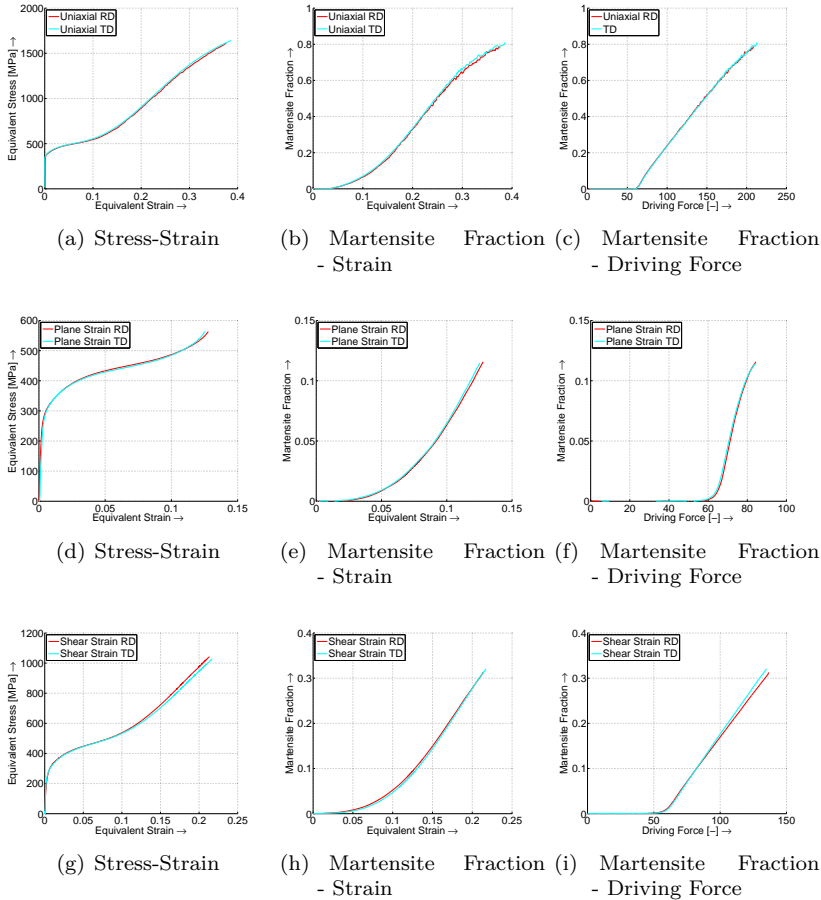 Uniaxial RD
Uniaxial TD
Equivalent Stress [MPa] →
2000
1600
1000
500
0
0 0.1 0.2 0.3 0.4
Equivalent Strain →
(a) Stress-Strain
Uniaxial RD
Uniaxial TD
Martensite Fraction →
1
0.8
0.6
0.4
0.2
0
0 0.1 0.2 0.3 0.4
Equivalent Strain →
(b) Martensite Fraction
- Strain
Uniaxial RD
TD
Martensite Fraction →
1
0.8
0.6
0.4
0.2
0
0 50 100 150 200 250
Driving Force [−] →
(c) Martensite Fraction
- Driving Force
Plane Strain RD
Plane Strain TD
Equivalent Stress [MPa] →
600
500
400
300
200
100
0
0 0.05 0.1 0.15
Equivalent Strain →
(d) Stress-Strain
Plane Strain RD
Plane Strain TD
Martensite Fraction →
0.15
0.1
0.05
0
0 0.05 0.1 0.15
Equivalent Strain →
(e) Martensite Fraction
- Strain
Plane Strain RD
Plane Strain TD
Martensite Fraction →
0.15
0.1
0.05
0
0 20 40 60 80 100
Driving Force [−] →
(f) Martensite Fraction
- Driving Force
Shear Strain RD
Shear Strain TD
Equivalent Stress [MPa] →
1200
1000
800
600
400
200
0
0 0.05 0.1 0.15 0.2 0.25
Equivalent Strain →
(g) Stress-Strain
Shear Strain RD
Shear Strain TD
Martensite Fraction →
0.4
0.3
0.2
0.1
0
0 0.05 0.1 0.15 0.2 0.25
Equivalent Strain →
(h) Martensite Fraction
- Strain
Shear Strain RD
Shear Strain TD
Martensite Fraction →
0.4
0.3
0.2
0.1
0
0 50 100 150
Driving Force [−] →
(i) Martensite Fraction
- Driving Force